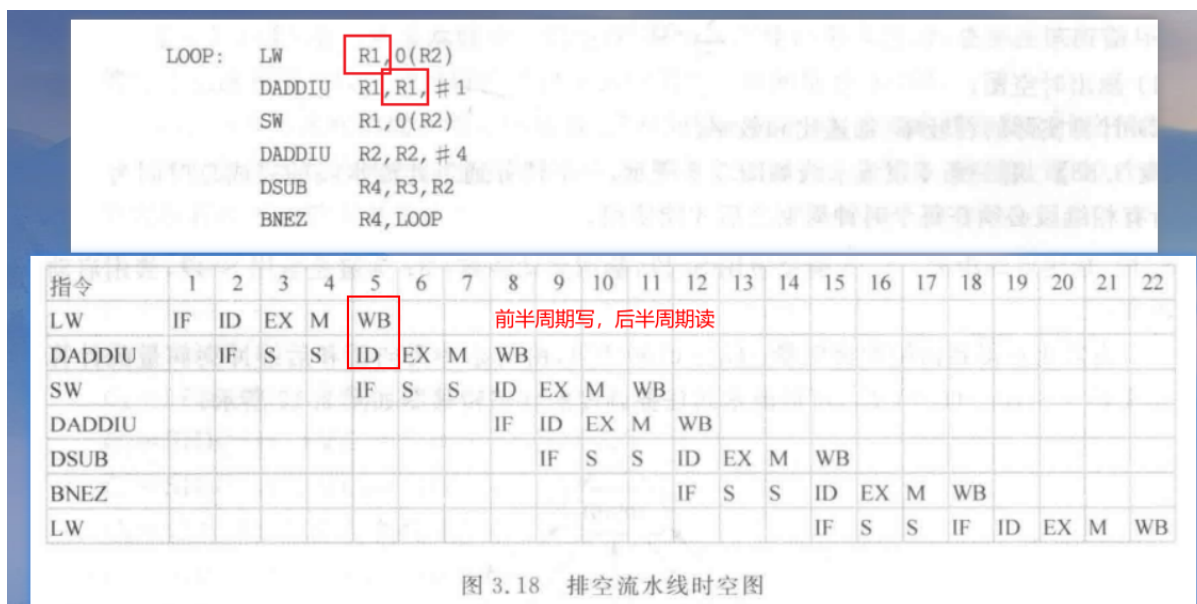 LOOP: LW R1,0(R2)
DADDIU R1,R1,#1
SW R1,0(R2)
DADDIU R2,R2,#4
DSUB R4,R3,R2
BNEZ R4,LOOP
指令 1 2 3 4 5 6 7 8 9 10 11 12 13 14 15 16 17 18 19 20 21 22
LW IF ID EX M WB 前半周期写，后半周期读
DADDIU IF S S ID EX M WB
SW IF S S ID EX M WB
DADDIU IF ID EX M WB
DSUB IF S S ID EX M WB
BNEZ IF S S ID EX M WB
LW IF S S IF ID EX M WB
图 3.18 排空流水线时空图